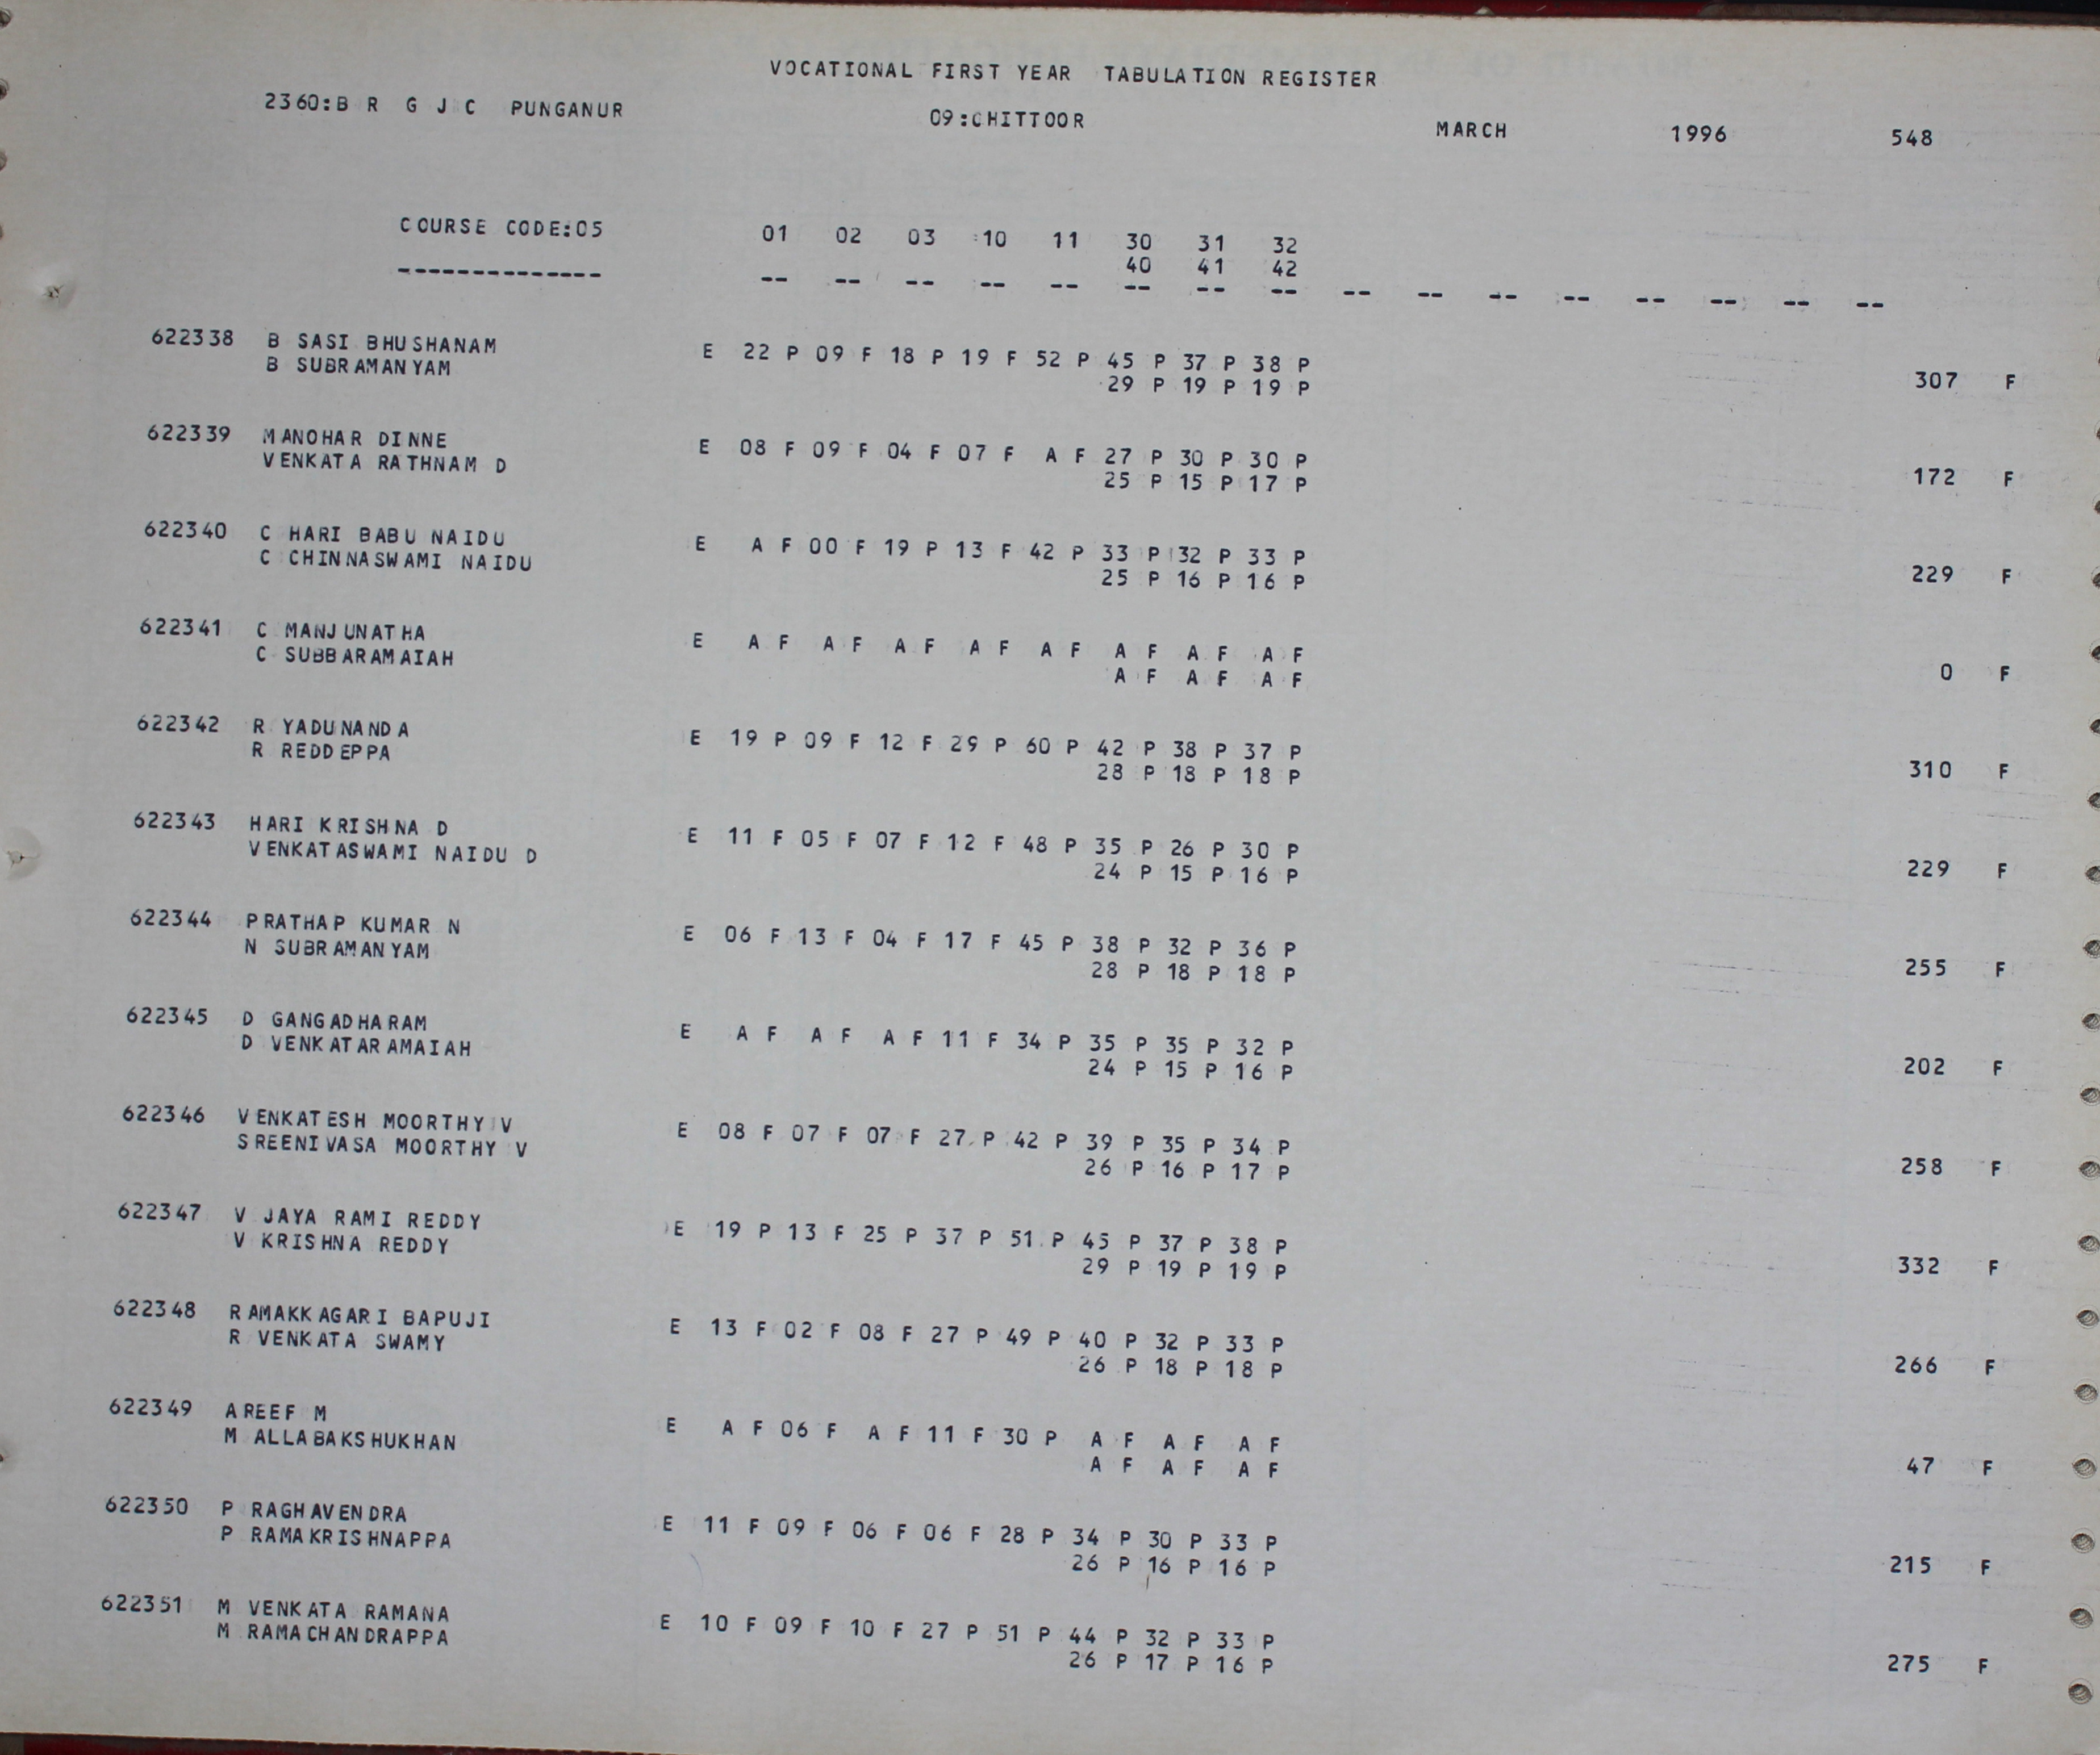 VOCATIONAL FIRST YEAR TABULATION REGISTER
2360:B R G J C PUNGANUR 09:CHITTOOR MARCH 1996 548
COURSE CODE:05 01 02 03 10 11 30 31 32
40 41 42
-------------- -- -- -- -- -- -- -- -- -- -- -- -- -- -- -- --
622338 B SASI BHUSHANAM E 22 P 09 F 18 P 19 F 52 P 45 P 37 P 38 P
B SUBRAMANYAM 29 P 19 P 19 P 307 F
622339 MANOHAR DINNE E 08 F 09 F 04 F 07 F A F 27 P 30 P 30 P
VENKATA RATHNAM D 25 P 15 P 17 P 172 F
622340 C HARI BABU NAIDU E A F 00 F 19 P 13 F 42 P 33 P 32 P 33 P
C CHINNASWAMI NAIDU 25 P 16 P 16 P 229 F
622341 C MANJUNATHA E A F A F A F A F A F A F A F A F
C SUBBARAMAIAH A F A F A F 0 F
622342 R YADUNANDA E 19 P 09 F 12 F 29 P 60 P 42 P 38 P 37 P
R REDDEPPA 28 P 18 P 18 P 310 F
622343 HARI KRISHNA D E 11 F 05 F 07 F 12 F 48 P 35 P 26 P 30 P
VENKATASWAMI NAIDU D 24 P 15 P 16 P 229 F
622344 PRATHAP KUMAR N E 06 F 13 F 04 F 17 F 45 P 38 P 32 P 36 P
N SUBRAMANYAM 28 P 18 P 18 P 255 F
622345 D GANGADHARAM E A F A F A F 11 F 34 P 35 P 35 P 32 P
D VENKATARAMAIAH 24 P 15 P 16 P 202 F
622346 VENKATESH MOORTHY V E 08 F 07 F 07 F 27 P 42 P 39 P 35 P 34 P
SREENIVASA MOORTHY V 26 P 16 P 17 P 258 F
622347 V JAYA RAMI REDDY E 19 P 13 F 25 P 37 P 51 P 45 P 37 P 38 P
V KRISHNA REDDY 29 P 19 P 19 P 332 F
622348 RAMAKKAGARI BAPUJI E 13 F 02 F 08 F 27 P 49 P 40 P 32 P 33 P
R VENKATA SWAMY 26 P 18 P 18 P 266 F
622349 AREEF M E A F 06 F A F 11 F 30 P A F A F A F
M ALLABAKSHUKHAN A F A F A F 47 F
622350 P RAGHAVENDRA E 11 F 09 F 06 F 06 F 28 P 34 P 30 P 33 P
P RAMAKRISHNAPPA 26 P 16 P 16 P 215 F
622351 M VENKATA RAMANA E 10 F 09 F 10 F 27 P 51 P 44 P 32 P 33 P
M RAMACHANDRAPPA 26 P 17 P 16 P 275 F